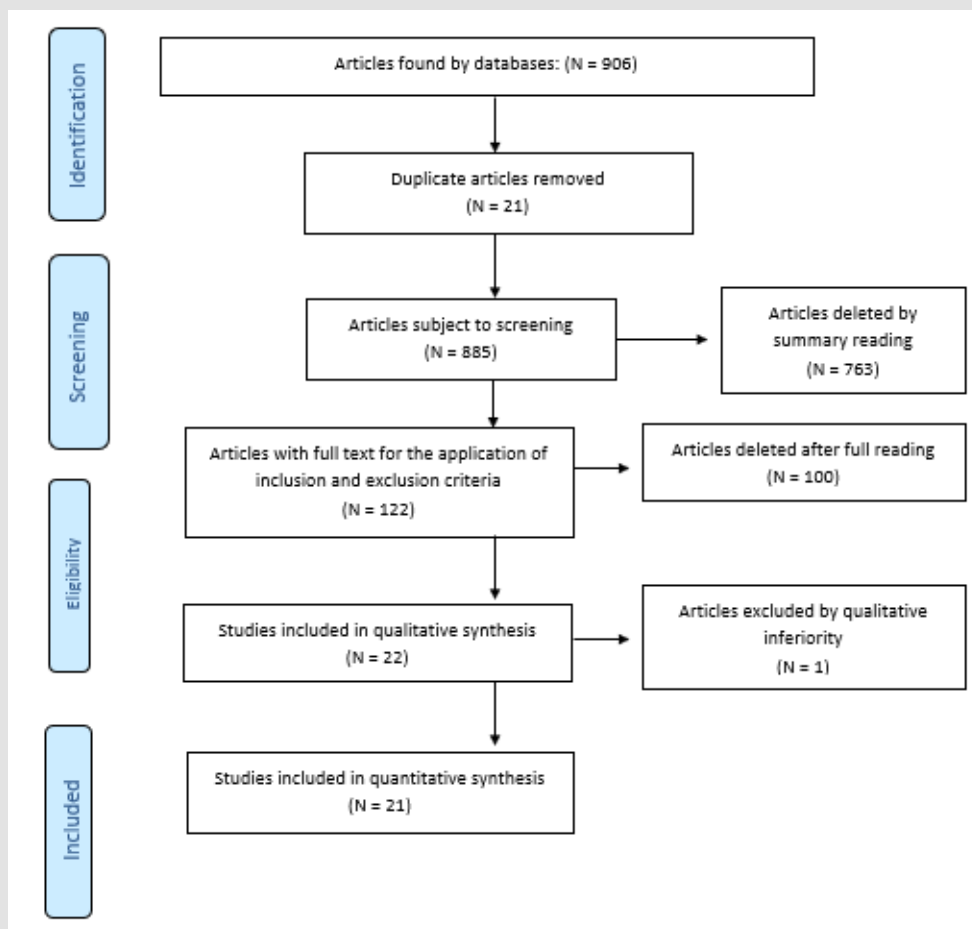 Identification
Articles found by databases: (N = 906)
Duplicate articles removed
(N = 21)
Screening
Articles subject to screening
(N = 885)
Articles deleted by
summary reading
(N = 763)
Articles with full text for the application of
inclusion and exclusion criteria
(N = 122)
Articles deleted after full reading
(N = 100)
Eligibility
Studies included in qualitative synthesis
(N = 22)
Articles excluded by qualitative
inferiority
(N = 1)
Included
Studies included in quantitative synthesis
(N = 21)